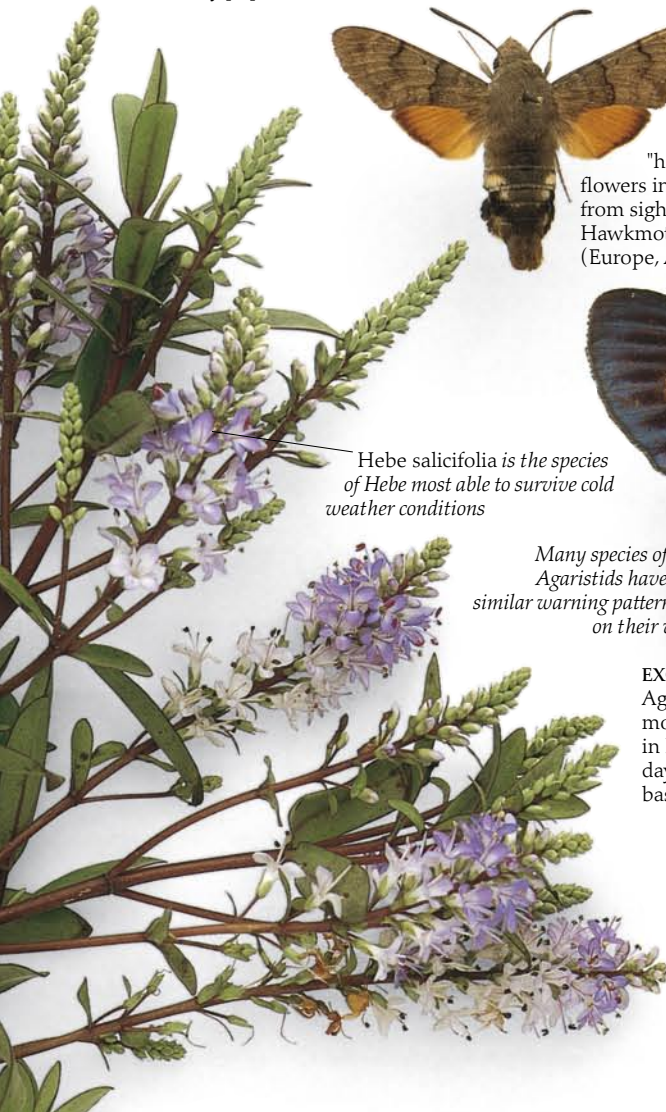 flowers in
from sigh
Hawkmot
(Europe,
Hebe salicifolia is the species
of Hebe most able to survive cold
weather conditions
Many species of
Agaristids have
similar warning pattern
on their
EX
Ag
mo
in
day
bas